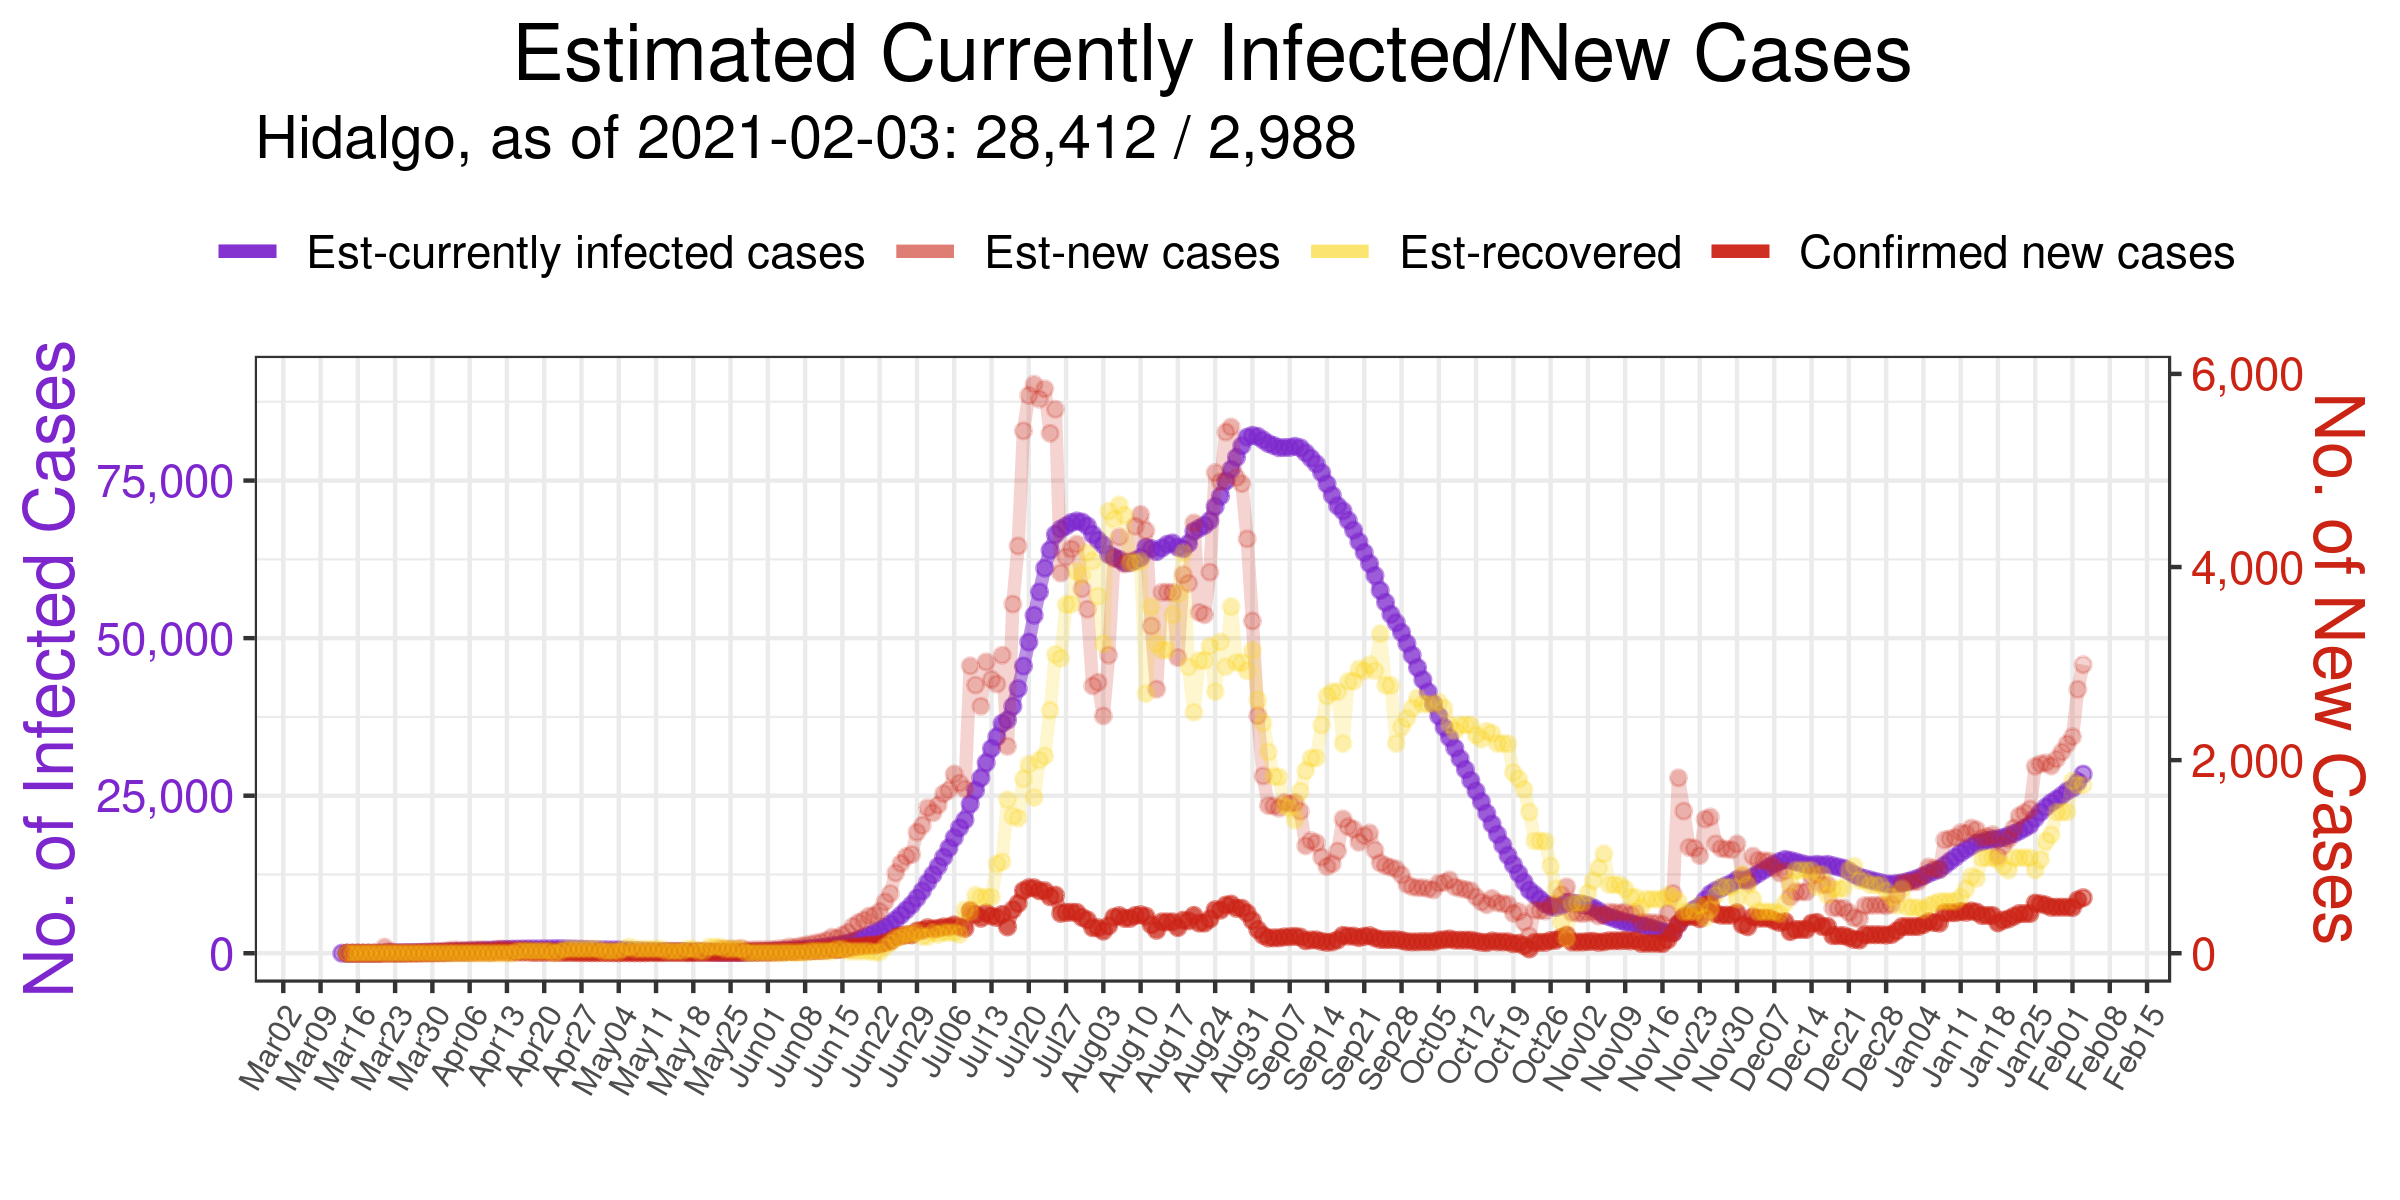 Estimated Currently Infected/New Cases
Hidalgo, as of 2021-02-03: 28,412 / 2,988
Est-currently infected cases Est-new cases Est-recovered Confirmed new cases
No. of Infected Cases
75,000
50,000
25,000
0
6,000
4,000
2,000
0
No. of New Cases
Mar02 Mar09 Mar16 Mar23 Mar30 Apr06 Apr13 Apr20 Apr27 May04 May11 May18 May25 Jun01 Jun08 Jun15 Jun22 Jun29 Jul06 Jul13 Jul20 Jul27 Aug03 Aug10 Aug17 Aug24 Aug31 Sep07 Sep14 Sep21 Sep28 Oct05 Oct12 Oct19 Oct26 Nov02 Nov09 Nov16 Nov23 Nov30 Dec07 Dec14 Dec21 Dec28 Dec04 Jan11 Jan18 Jan25 Feb01 Feb08 Feb15